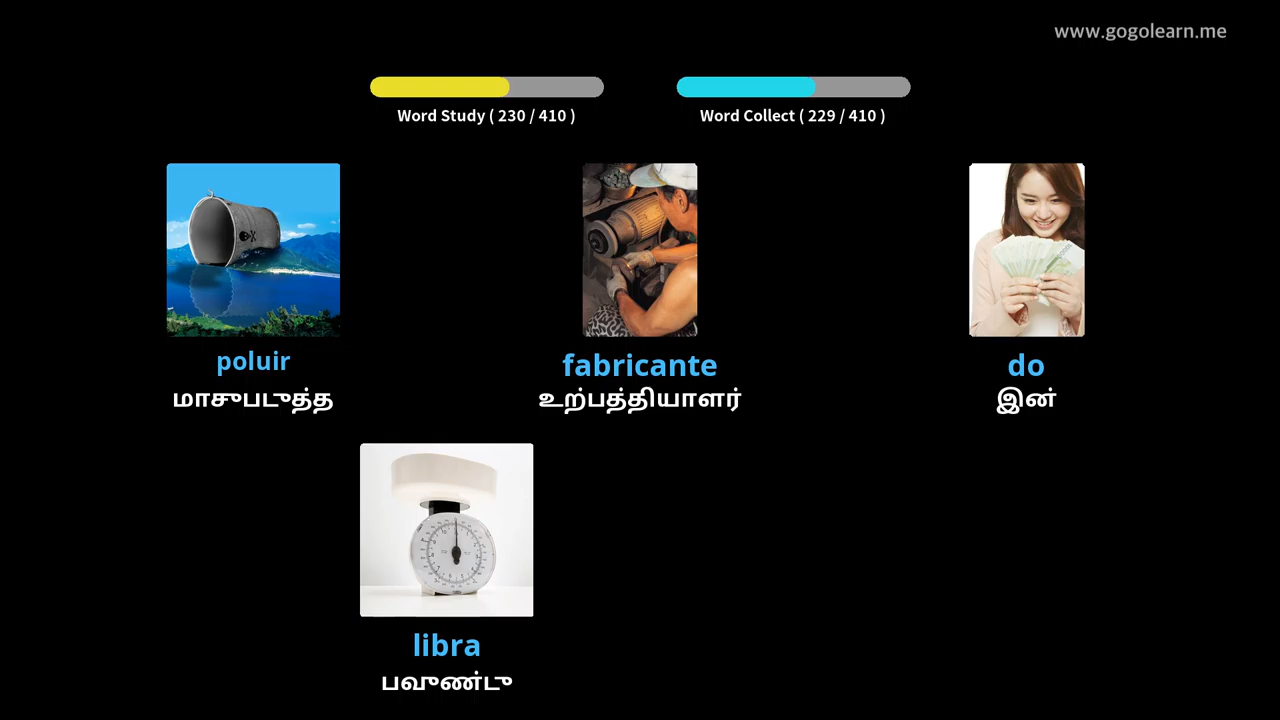 www.gogolearn.me
Word Study ( 230 / 410 )
Word Collect ( 229 / 410 )
poluir
மாசுபடுத்த
fabricante
உற்பத்தியாளர்
do
இன்
libra
பவுண்டு